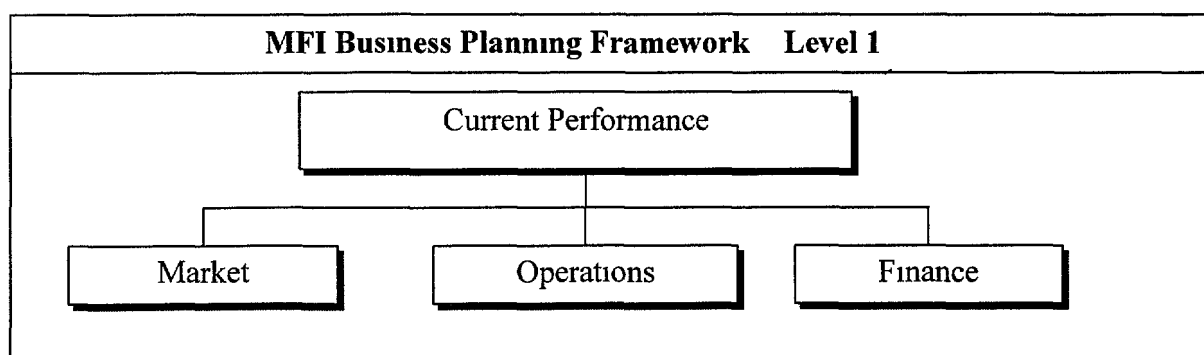 MFI Business Planning Framework Level 1
Current Performance
Market
Operations
Finance